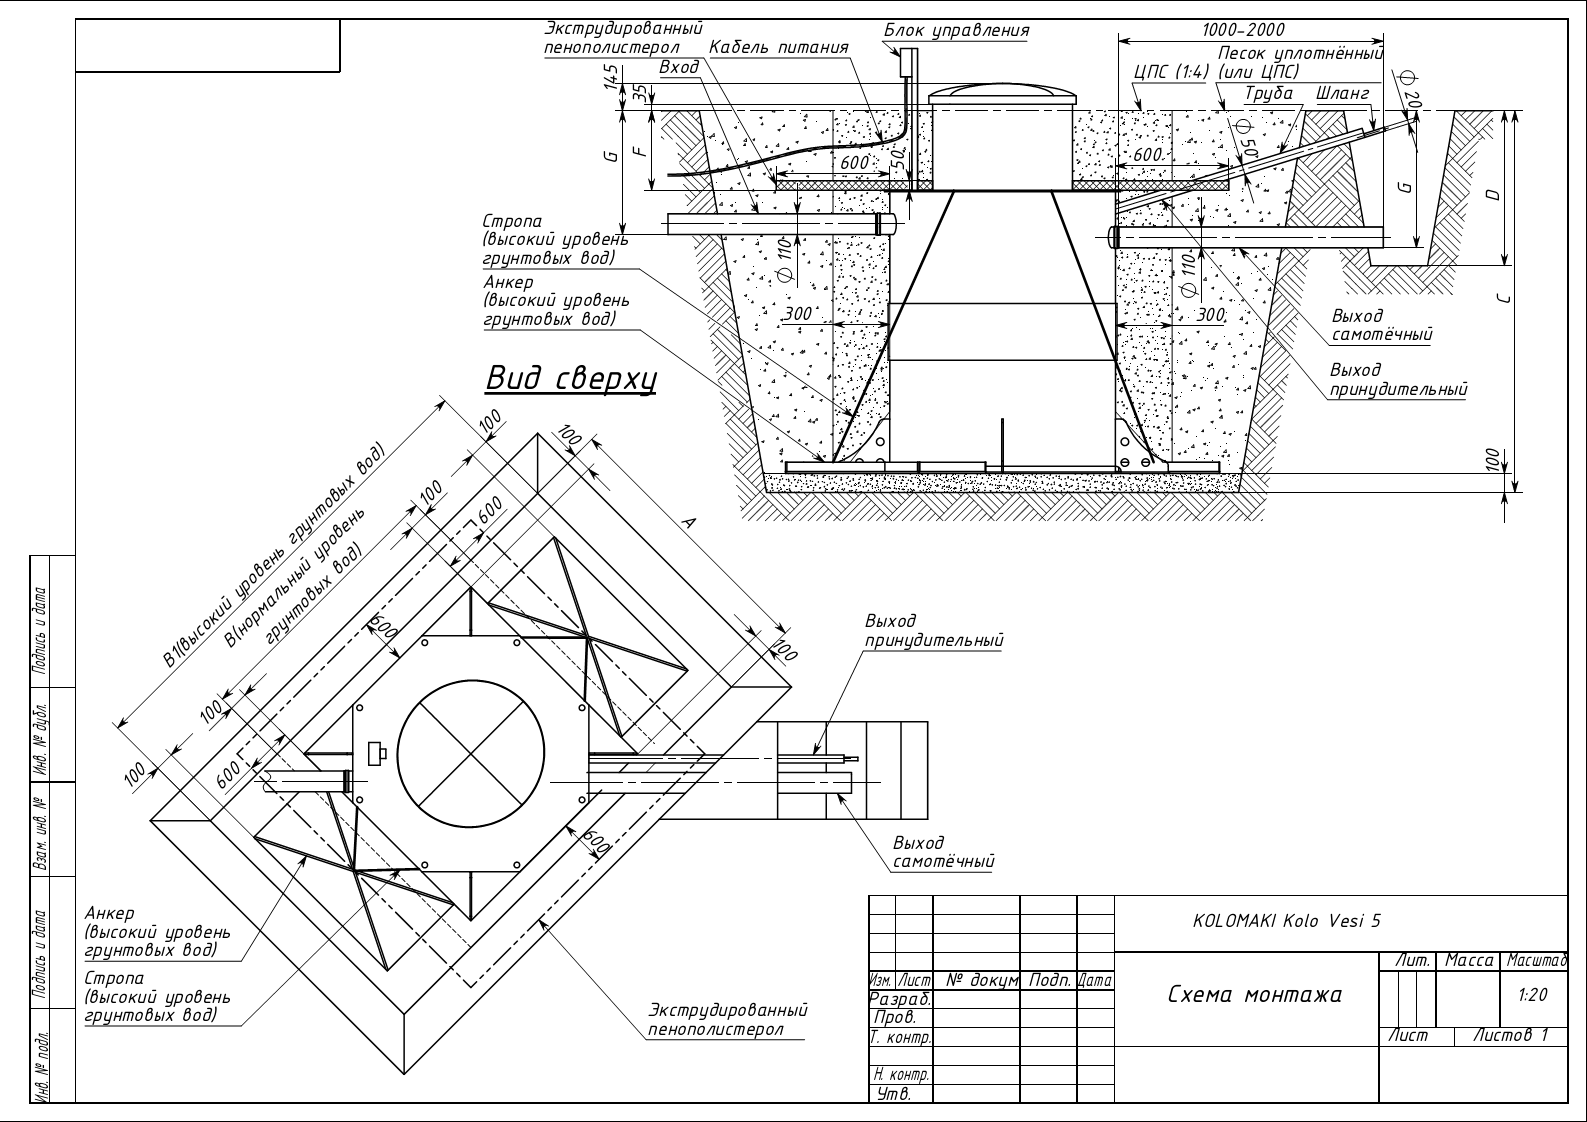 Экструдированный
пенополистерол
Кабель питания
Вход
Блок управления
1000-2000
Песок уплотнённый
(или ЦПС)
ЦПС (1:4)
Труба
Шланг
145
35
G
F
600
50
600
∅ 50
∅ 20
G
D
C
∅ 110
∅ 110
300
300
100
Стропа
(высокий уровень
грунтовых вод)
Анкер
(высокий уровень
грунтовых вод)
Выход
самотёчный
Выход
принудительный
Вид сверху
B1(высокий уровень грунтовых вод)
B(нормальный уровень
грунтовых вод)
100
100
100
600
A
600
100
100
600
100
600
Выход
принудительный
Выход
самотёчный
Анкер
(высокий уровень
грунтовых вод)
Стропа
(высокий уровень
грунтовых вод)
Экструдированный
пенополистерол
Подпись и дата
Инв. № дубл.
Взам. инв. №
Подпись и дата
Инв. № подл.
KOLOMAKI Kolo Vesi 5
Схема монтажа
Лит.
Масса
Масштаб
1:20
Лист
Листов 1
Изм.
Лист
№ докум
Подп.
Дата
Разраб.
Пров.
Т. контр.
Н. контр.
Утв.